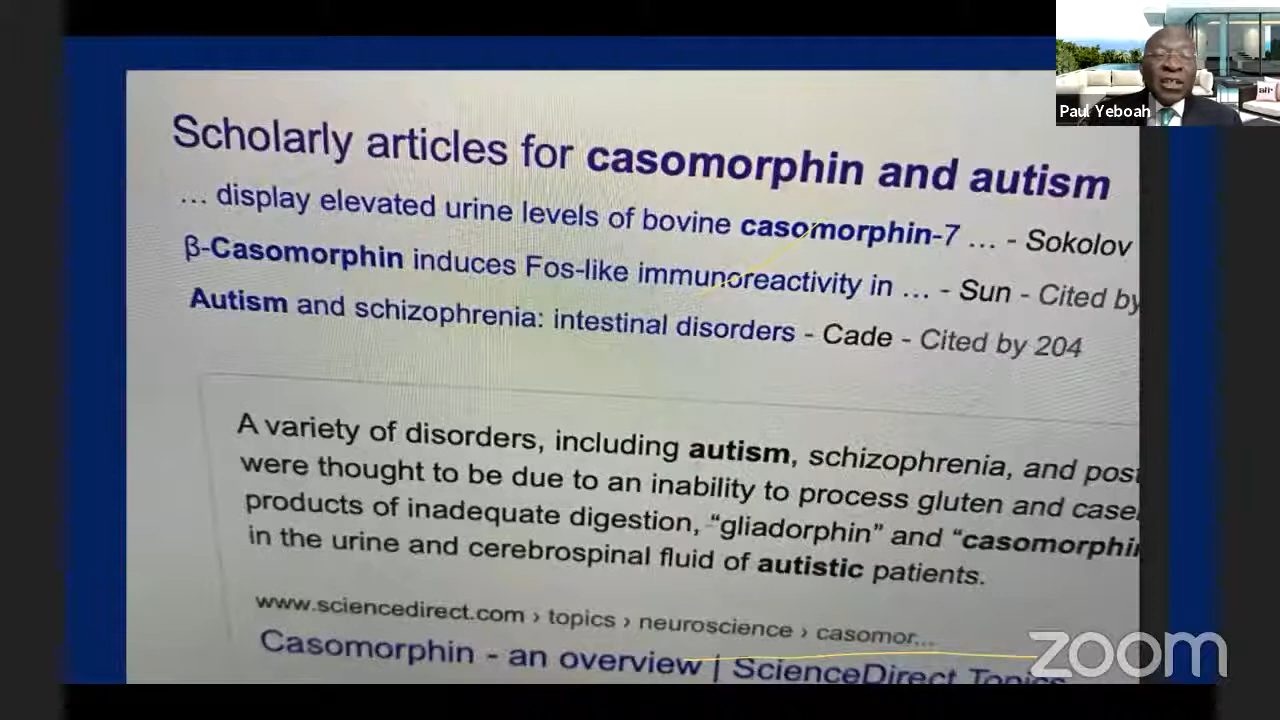 Scholarly articles for casomorphin and autism
... display elevated urine levels of bovine casomorphin-7 ... - Sokolov
β-Casomorphin induces Fos-like immunoreactivity in ... - Sun - Cited by
Autism and schizophrenia: intestinal disorders - Cade - Cited by 204
A variety of disorders, including autism, schizophrenia, and post
were thought to be due to an inability to process gluten and case
products of inadequate digestion, “gliadorphin” and “casomorphin
in the urine and cerebrospinal fluid of autistic patients.
www.sciencedirect.com › topics › neuroscience › casomor...
Casomorphin - an overview | ScienceDirect Topics
Paul Yeboah
zoom